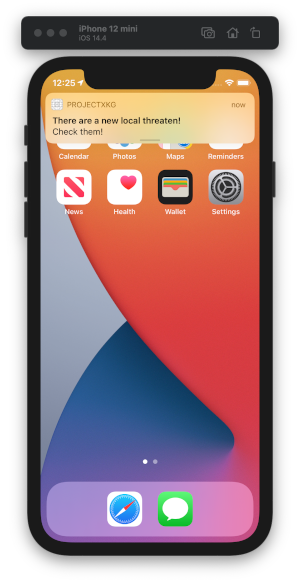 iPhone 12 mini
iOS 14.4
12:25
PROJECTXKG
now
There are a new local threaten!
Check them!
Calendar
Photos
Maps
Reminders
News
Health
Wallet
Settings